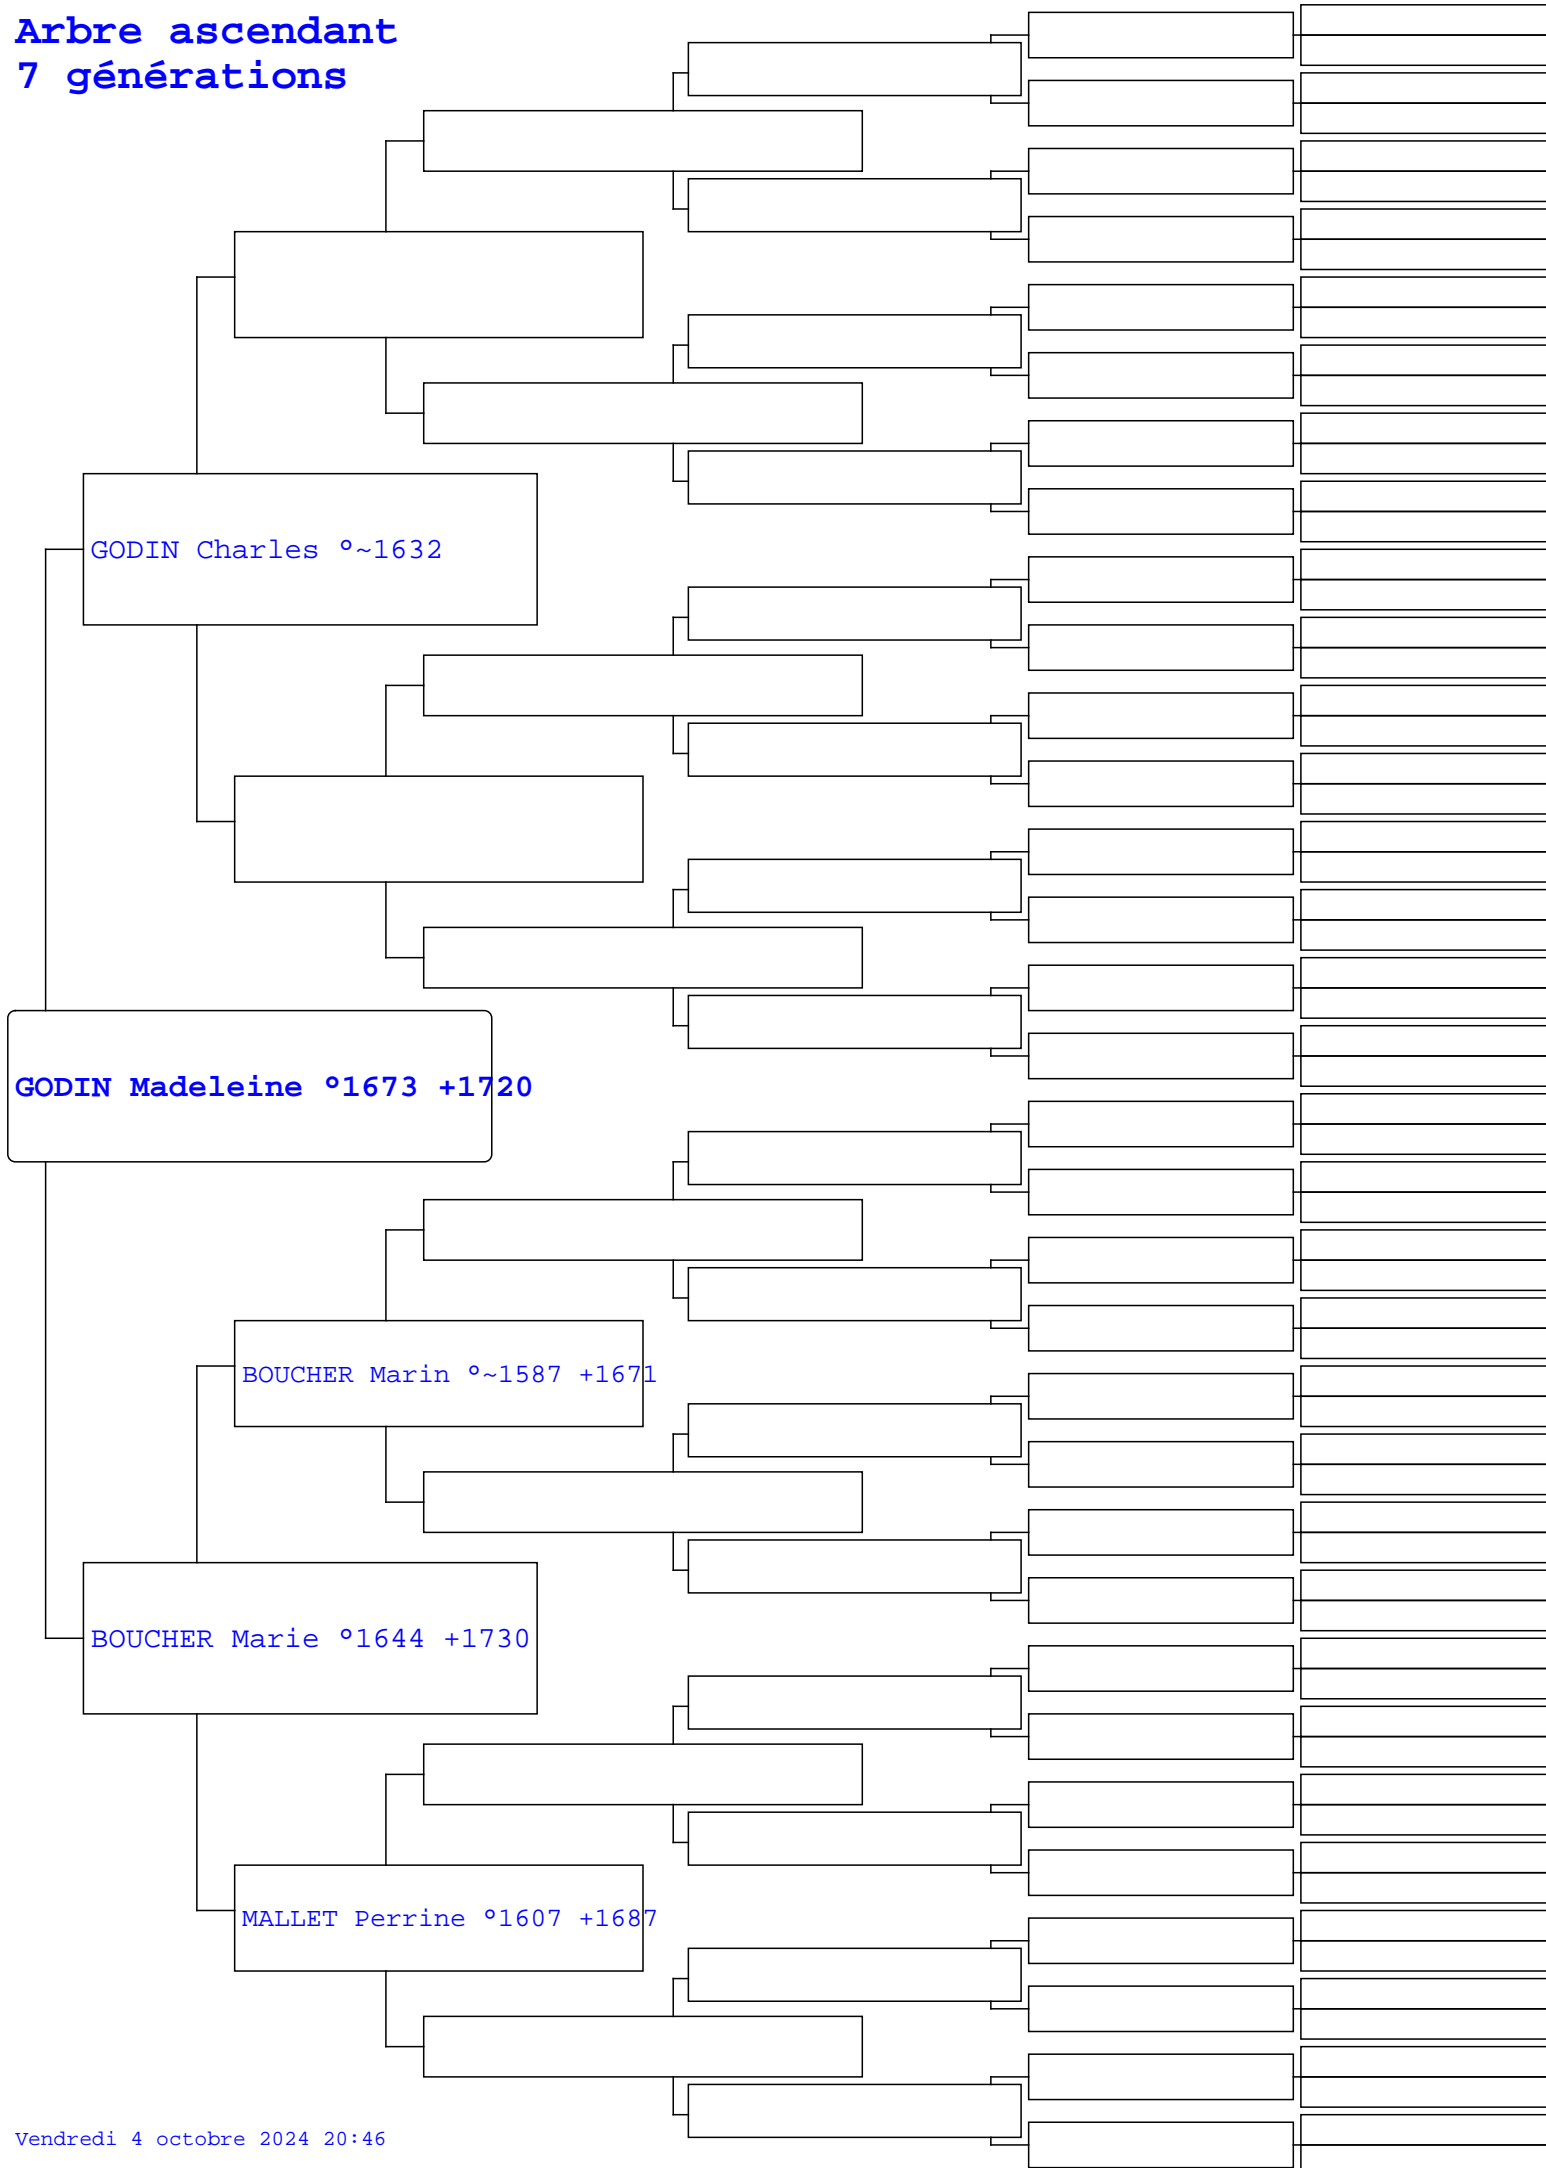 Arbre ascendant
7 générations
GODIN Charles °~1632
GODIN Madeleine °1673 +1720
BOUCHER Marin °~1587 +1671
BOUCHER Marie °1644 +1730
MALLET Perrine °1607 +1687
Vendredi 4 octobre 2024 20:46